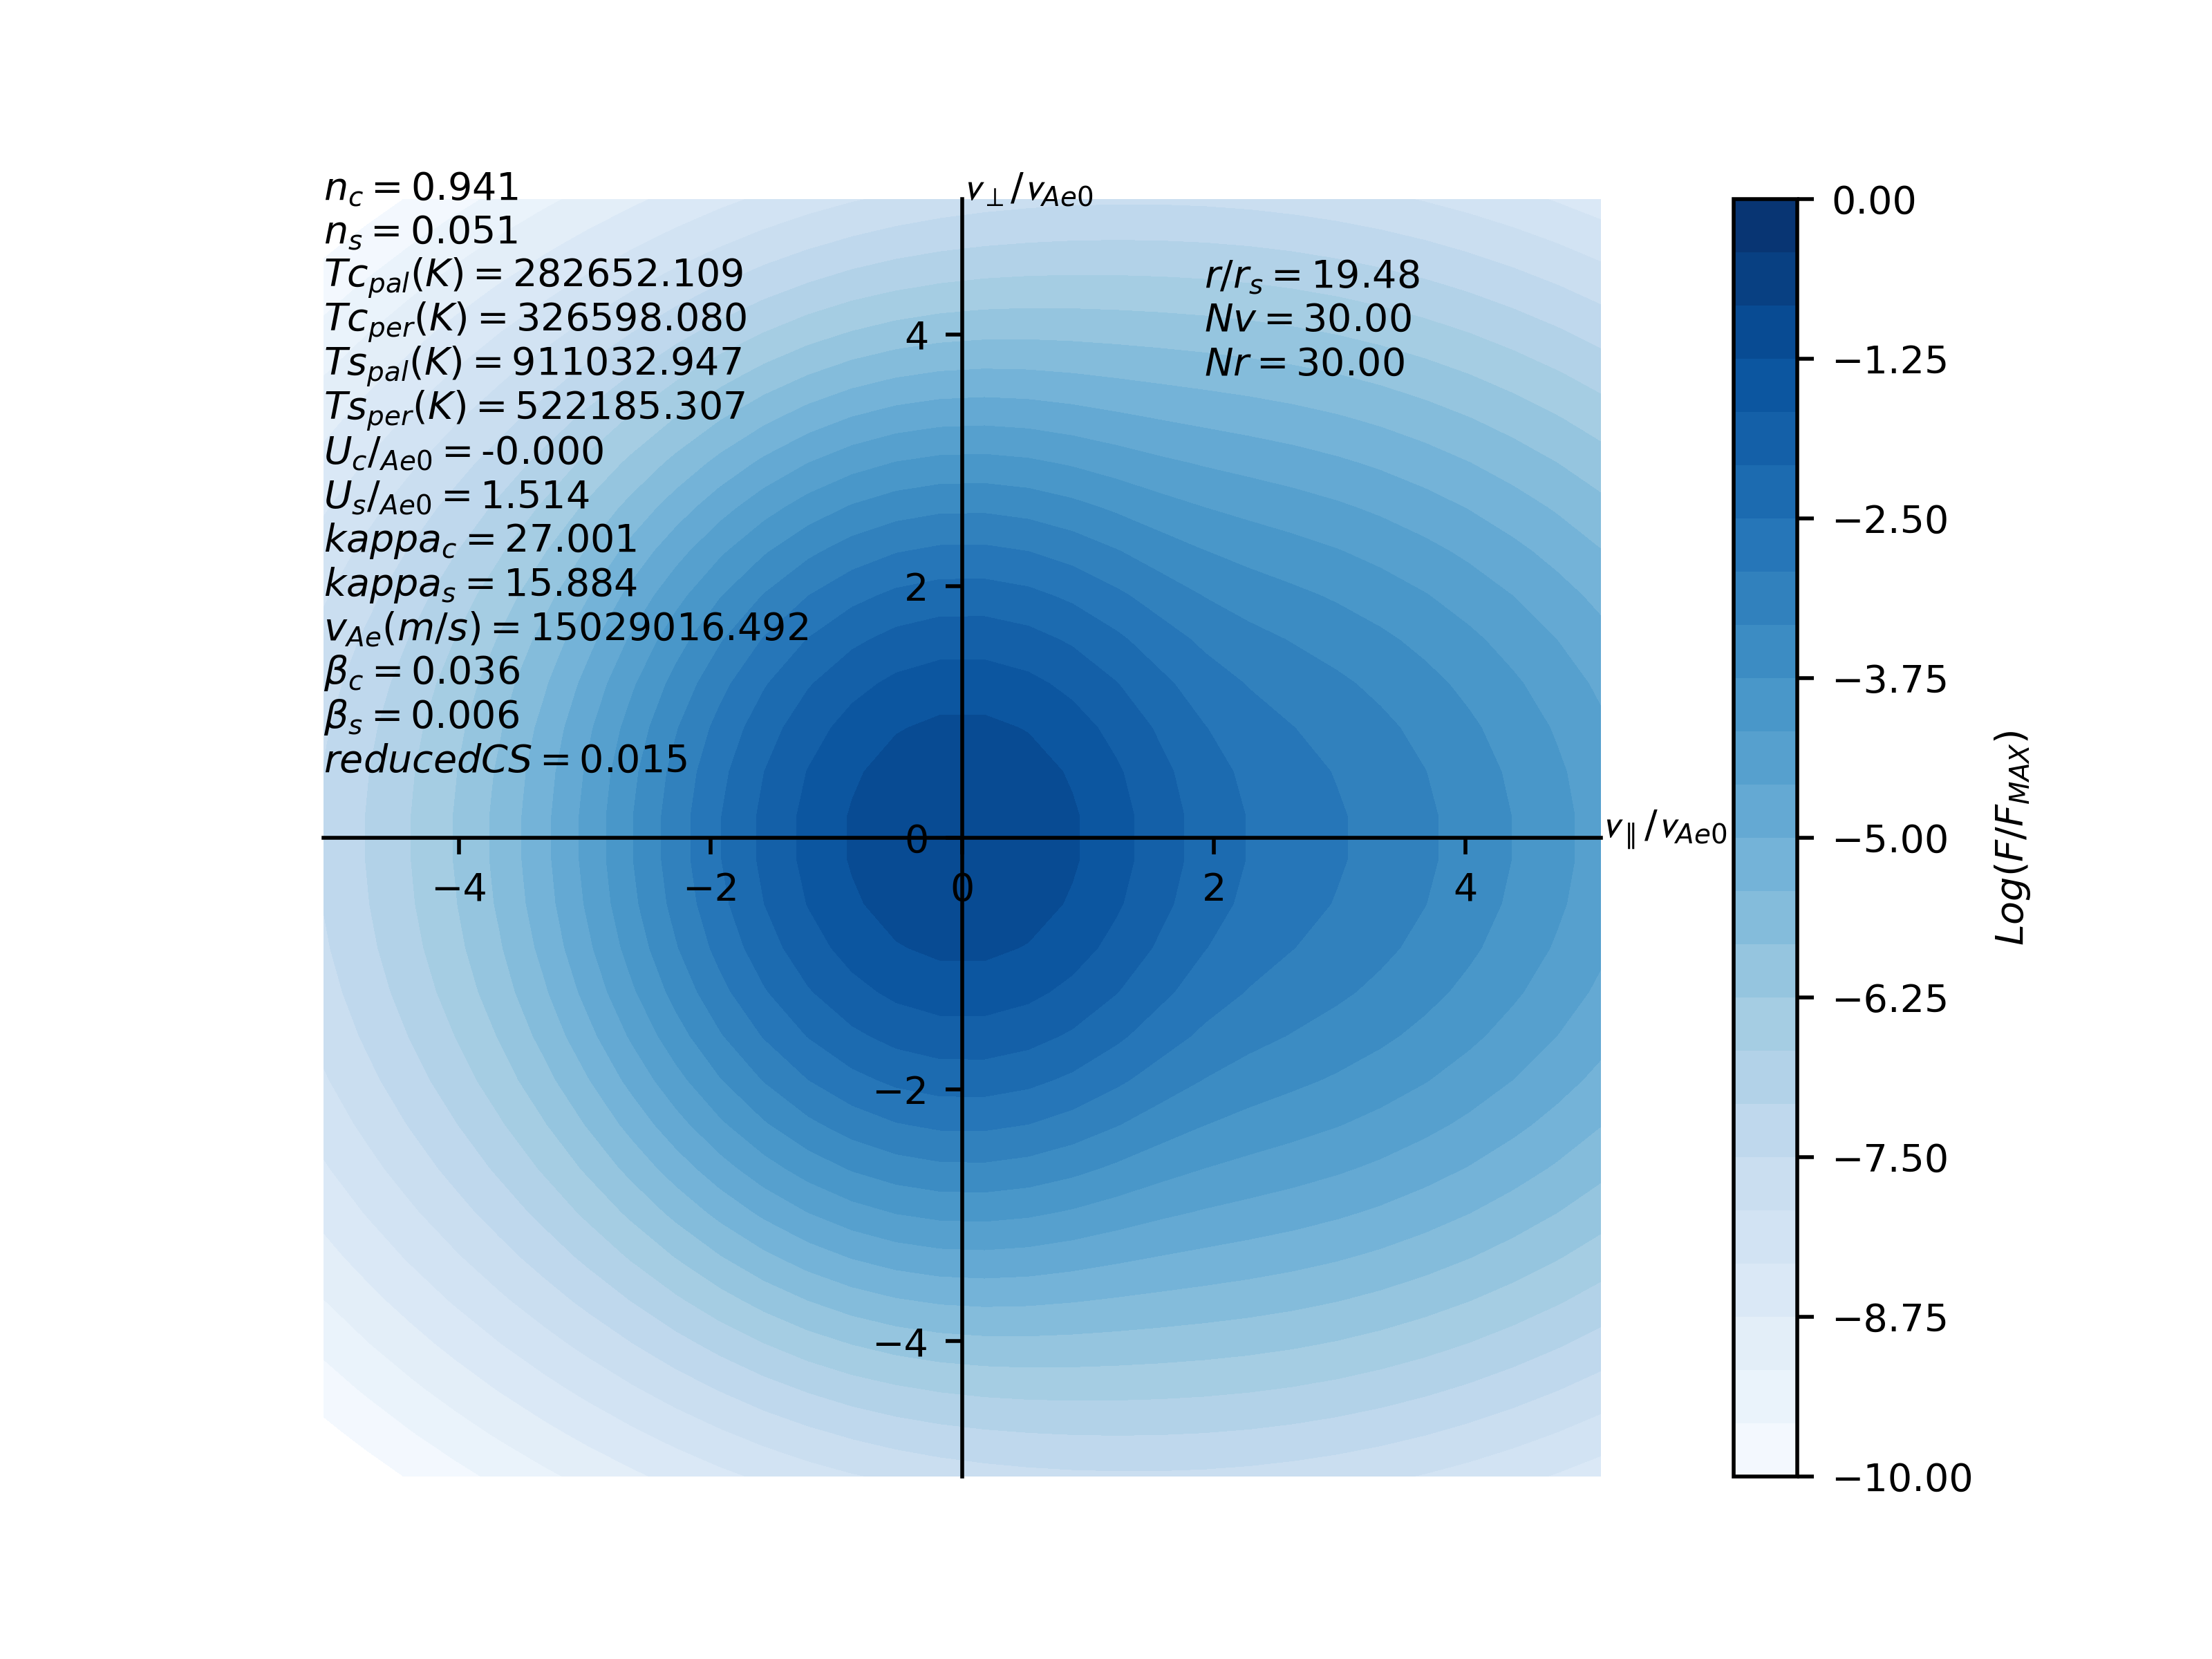 n_c = 0.941
n_s = 0.051
Tc_pal(K) = 282652.109
Tc_per(K) = 326598.080
Ts_pal(K) = 911032.947
Ts_per(K) = 522185.307
U_c/Ae0 = -0.000
U_s/Ae0 = 1.514
kappa_c = 27.001
kappa_s = 15.884
v_Ae(m/s) = 15029016.492
β_c = 0.036
β_s = 0.006
reducedCS = 0.015
v_⊥/v_Ae0
r/r_s = 19.48
Nv = 30.00
Nr = 30.00
4
2
0
−2
−4
−4
−2
0
2
4
v_∥/v_Ae0
0.00
−1.25
−2.50
−3.75
−5.00
−6.25
−7.50
−8.75
−10.00
Log(F/F_MAX)